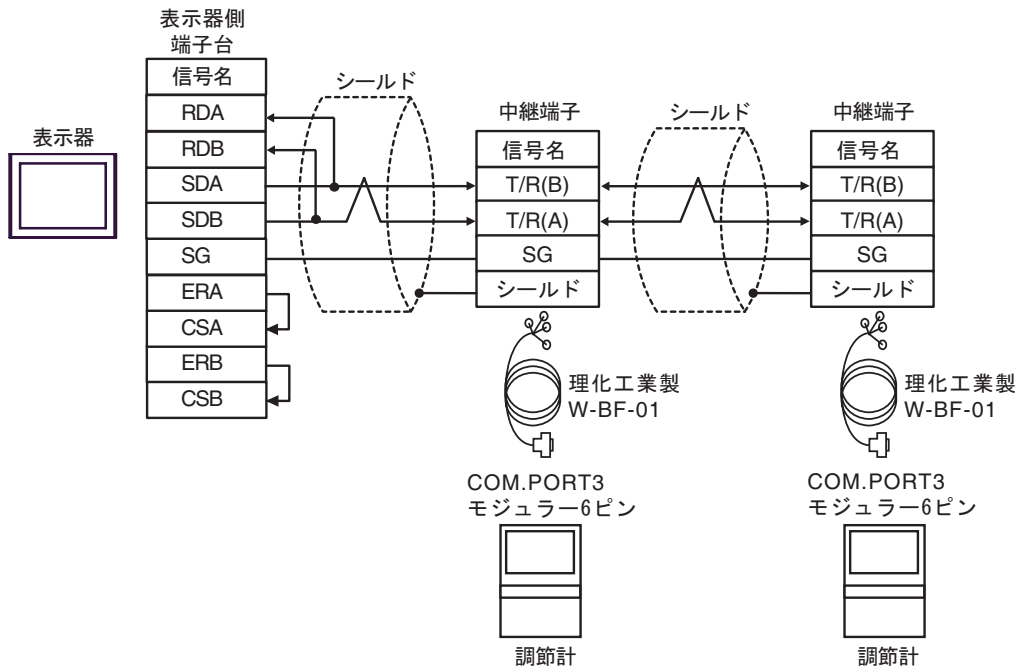 表示器側
端子台
信号名
RDA
RDB
SDA
SDB
SG
ERA
CSA
ERB
CSB
表示器
シールド
中継端子
信号名
T/R(B)
T/R(A)
SG
シールド
シールド
中継端子
信号名
T/R(B)
T/R(A)
SG
シールド
理化工業製
W-BF-01
COM.PORT3
モジュラー6ピン
調節計
理化工業製
W-BF-01
COM.PORT3
モジュラー6ピン
調節計